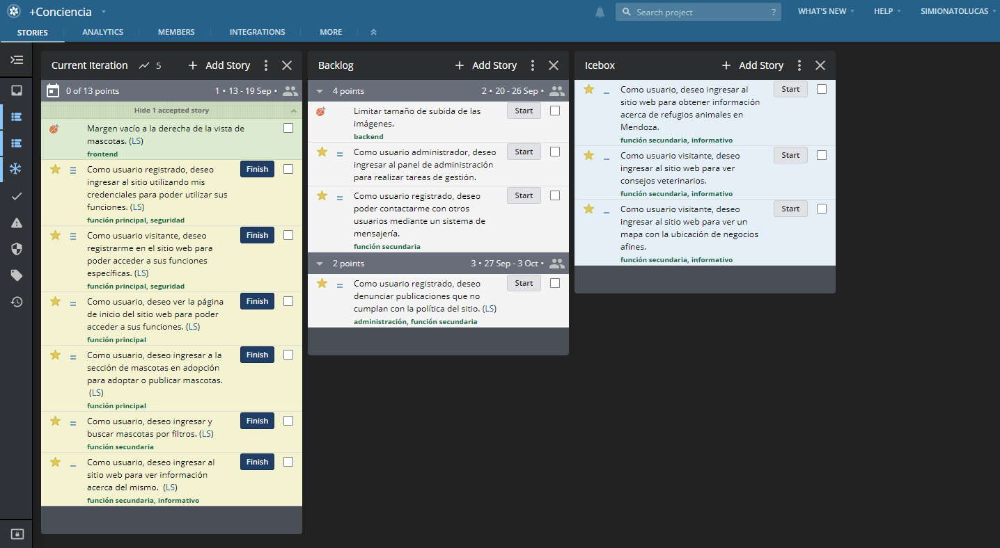 +Conciencia
Search project
?
WHAT'S NEW
HELP
SIMIONATOLUCAS
STORIES
ANALYTICS
MEMBERS
INTEGRATIONS
MORE
Current Iteration
5
+ Add Story
0 of 13 points
1 • 13 - 19 Sep •
Hide 1 accepted story
Margen vacío a la derecha de la vista de
mascotas. (LS)
frontend
Como usuario registrado, deseo
ingresar al sitio utilizando mis
credenciales para poder utilizar sus
funciones. (LS)
función principal, seguridad
Finish
Como usuario visitante, deseo
registrarme en el sitio web para
poder acceder a sus funciones
específicas. (LS)
función principal, seguridad
Finish
Como usuario, deseo ver la página
de inicio del sitio web para poder
acceder a sus funciones. (LS)
función principal
Finish
Como usuario, deseo ingresar a la
sección de mascotas en adopción
para adoptar o publicar mascotas.
(LS)
función principal
Finish
Como usuario, deseo ingresar y
buscar mascotas por filtros. (LS)
función secundaria
Finish
Como usuario, deseo ingresar al
sitio web para ver información
acerca del mismo. (LS)
función secundaria, informativo
Finish
Backlog
+ Add Story
4 points
2 • 20 - 26 Sep •
Limitar tamaño de subida de las
imágenes.
backend
Start
Como usuario administrador, deseo
ingresar al panel de administración
para realizar tareas de gestión.
Start
Como usuario registrado, deseo
poder contactarme con otros
usuarios mediante un sistema de
mensajería.
función secundaria
Start
2 points
3 • 27 Sep - 3 Oct •
Como usuario registrado, deseo
denunciar publicaciones que no
cumplan con la política del sitio. (LS)
administración, función secundaria
Start
Icebox
+ Add Story
Como usuario, deseo ingresar al
sitio web para obtener información
acerca de refugios animales en
Mendoza.
función secundaria, informativo
Start
Como usuario visitante, deseo
ingresar al sitio web para ver
consejos veterinarios.
función secundaria, informativo
Start
Como usuario visitante, deseo
ingresar al sitio web para ver un
mapa con la ubicación de negocios
afines.
función secundaria, informativo
Start